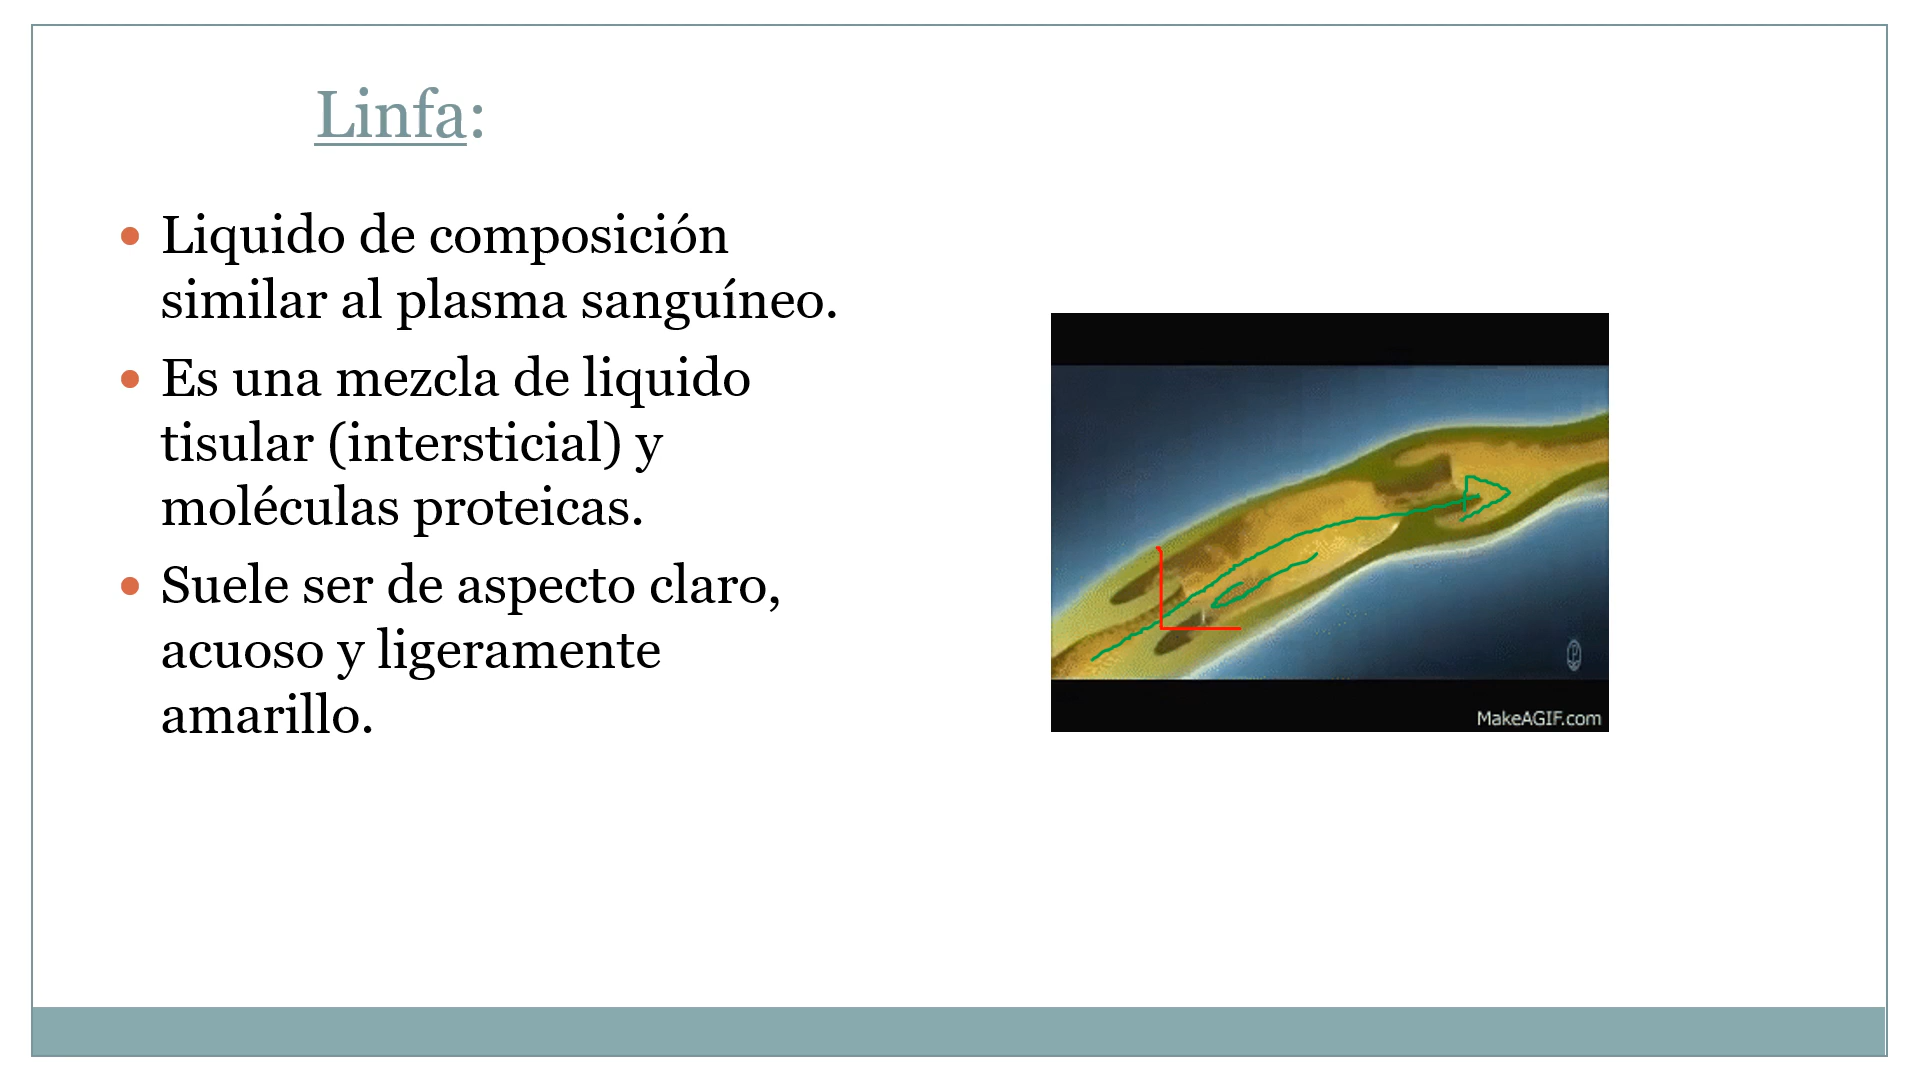 Linfa:
• Liquido de composición
similar al plasma sanguíneo.
• Es una mezcla de liquido
tisular (intersticial) y
moléculas proteicas.
• Suele ser de aspecto claro,
acuoso y ligeramente
amarillo.
MakeAGIF.com